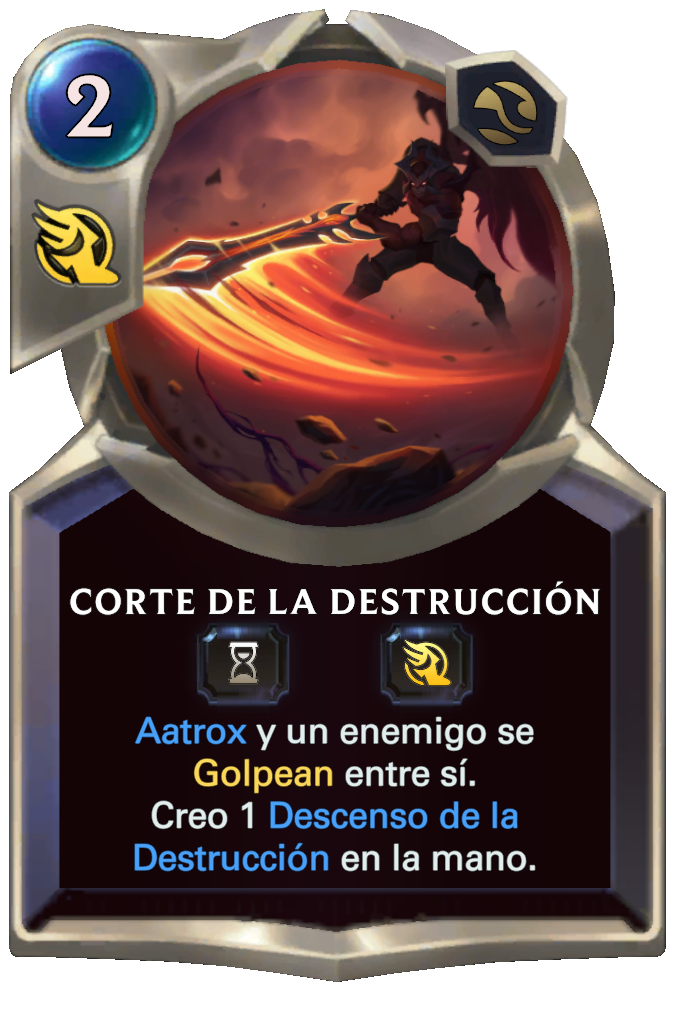 2
CORTE DE LA DESTRUCCIÓN
Aatrox y un enemigo se
Golpean entre sí.
Creo 1 Descenso de la
Destrucción en la mano.